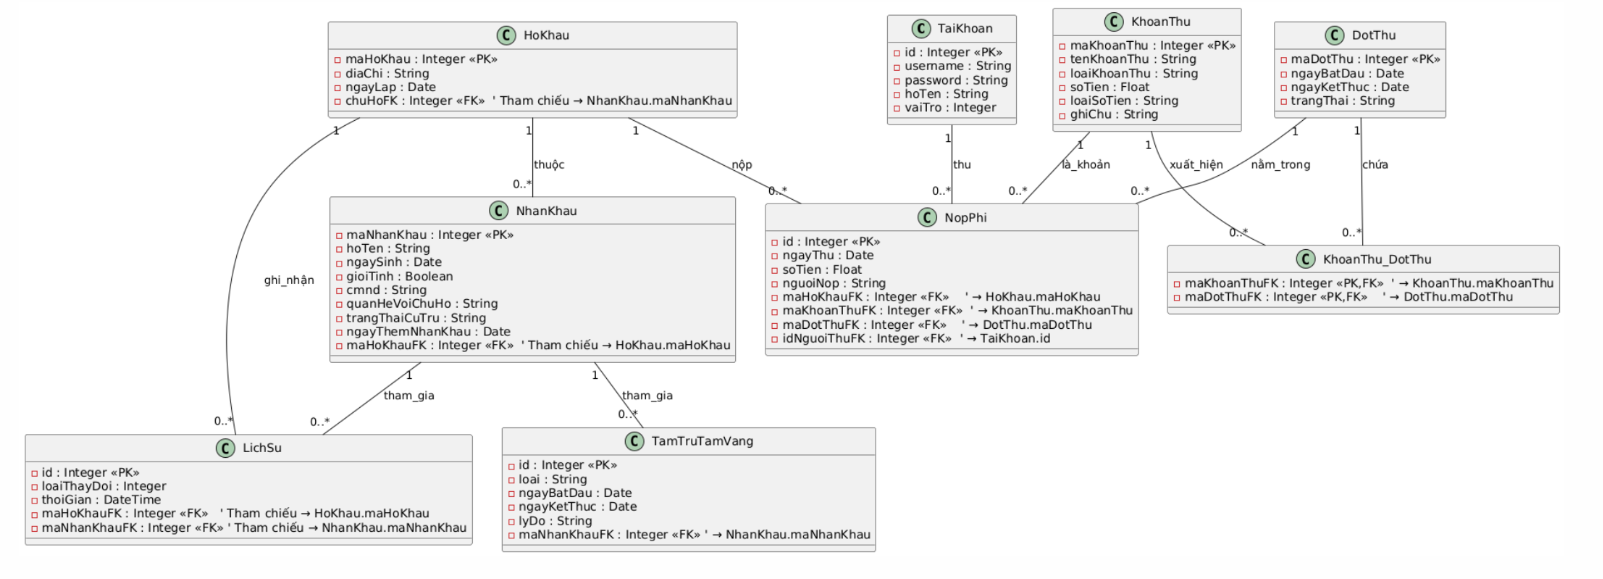 C HoKhau
maHoKhau : Integer «PK»
diaChi : String
ngayLap : Date
chuHoFK : Integer «FK» ' Tham chiếu → NhanKhau.maNhanKhau
C TaiKhoan
id : Integer «PK»
username : String
password : String
hoTen : String
vaiTro : Integer
C KhoanThu
maKhoanThu : Integer «PK»
tenKhoanThu : String
loaiKhoanThu : String
soTien : Float
loaiSoTien : String
ghiChu : String
C DotThu
maDotThu : Integer «PK»
ngayBatDau : Date
ngayKetThuc : Date
trangThai : String
1
1
1
1
1
1
1
1
thuộc
nộp
thu
là_khoản
xuất_hiện
nằm_trong
chứa
0..*
0..*
0..*
0..*
0..*
0..*
0..*
C NhanKhau
maNhanKhau : Integer «PK»
hoTen : String
ngaySinh : Date
gioiTinh : Boolean
cmnd : String
quanHeVoiChuHo : String
trangThaiCuTru : String
ngayThemNhanKhau : Date
maHoKhauFK : Integer «FK» ' Tham chiếu → HoKhau.maHoKhau
C NopPhi
id : Integer «PK»
ngayThu : Date
soTien : Float
nguoiNop : String
maHoKhauFK : Integer «FK» ' → HoKhau.maHoKhau
maKhoanThuFK : Integer «FK» ' → KhoanThu.maKhoanThu
maDotThuFK : Integer «FK» ' → DotThu.maDotThu
idNguoiThuFK : Integer «FK» ' → TaiKhoan.id
C KhoanThu_DotThu
maKhoanThuFK : Integer «PK,FK» ' → KhoanThu.maKhoanThu
maDotThuFK : Integer «PK,FK» ' → DotThu.maDotThu
ghi_nhận
1
1
tham_gia
tham_gia
0..*
0..*
0..*
C LichSu
id : Integer «PK»
loaiThayDoi : Integer
thoiGian : DateTime
maHoKhauFK : Integer «FK» ' Tham chiếu → HoKhau.maHoKhau
maNhanKhauFK : Integer «FK» ' Tham chiếu → NhanKhau.maNhanKhau
C TamTruTamVang
id : Integer «PK»
loai : String
ngayBatDau : Date
ngayKetThuc : Date
lyDo : String
maNhanKhauFK : Integer «FK» ' → NhanKhau.maNhanKhau